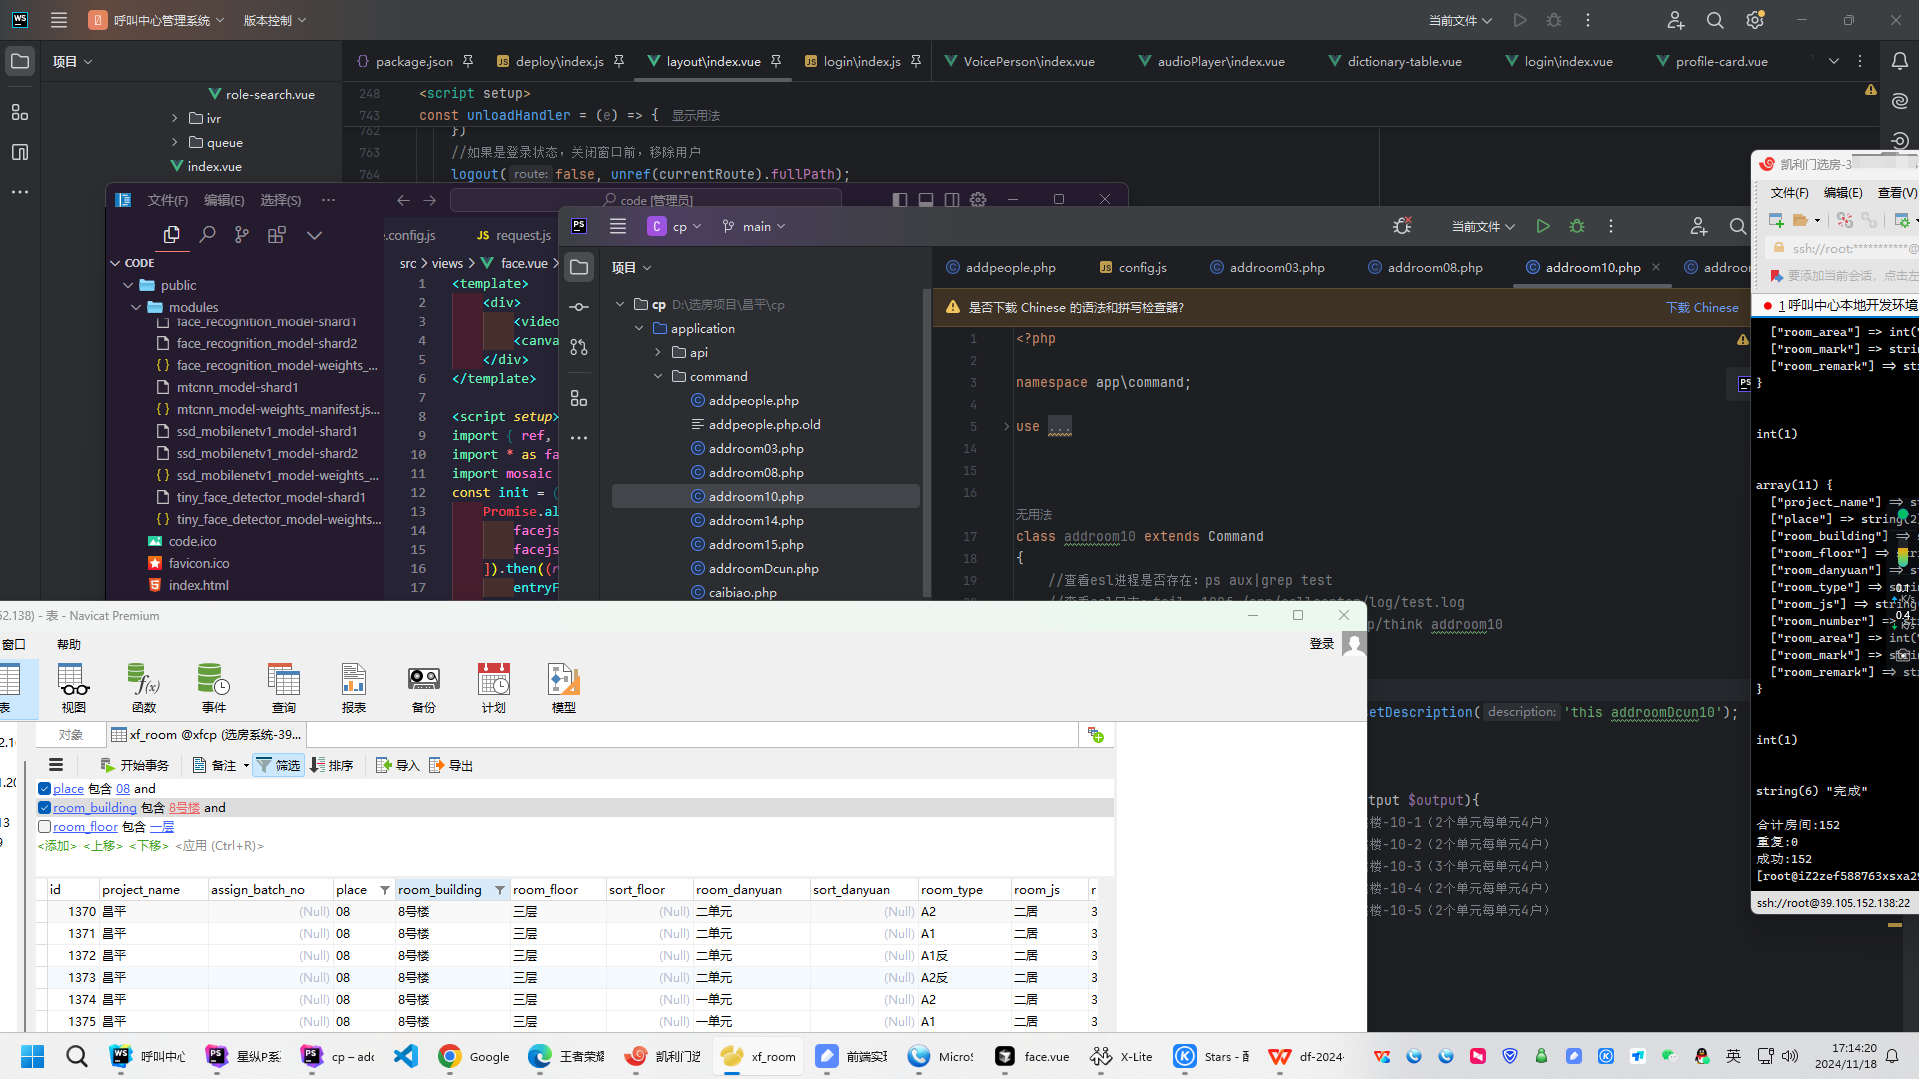 呼叫中心管理系统
版本控制
当前文件
项目
package.json
deploy\index.js
layout\index.vue
login\index.js
VoicePerson\index.vue
audioPlayer\index.vue
dictionary-table.vue
login\index.vue
profile-card.vue
role-search.vue
ivr
queue
index.vue
248 <script setup>
743 const unloadHandler = (e) => { 显示用法
762 })
763 //如果是登录状态，关闭窗口前，移除用户
764 logout( route: false, unref(currentRoute).fullPath);
文件(F)
编辑(E)
选择(S)
code [管理员]
.config.js
request.js
CODE
public
modules
face_recognition_model-shard1
face_recognition_model-shard2
face_recognition_model-weights_...
mtcnn_model-shard1
mtcnn_model-weights_manifest.js...
ssd_mobilenetv1_model-shard1
ssd_mobilenetv1_model-shard2
ssd_mobilenetv1_model-weights_...
tiny_face_detector_model-shard1
tiny_face_detector_model-weights...
code.ico
favicon.ico
index.html
src > views > face.vue >
1 <template>
2 <div>
3 <video
4 <canva
5 </div>
6 </template>
7
8 <script setup>
9 import { ref,
10 import * as fa
11 import mosaic
12 const init = (
13 Promise.al
14 facejs
15 facejs
16 ]).then((r
17 entryF
cp
main
当前文件
项目
addpeople.php
config.js
addroom03.php
addroom08.php
addroom10.php
addroom
cp D:\选房项目\昌平\cp
application
api
command
addpeople.php
addpeople.php.old
addroom03.php
addroom08.php
addroom10.php
addroom14.php
addroom15.php
addroomDcun.php
caibiao.php
是否下载 Chinese 的语法和拼写检查器?
下载 Chinese
1 <?php
2
3 namespace app\command;
4
5 use ...
14
15
16
无用法
17 class addroom10 extends Command
18 {
19 //查看esl进程是否存在: ps aux|grep test
/log/test.log
p/think addroom10
etDescription( description: 'this addroomDcun10');
tput $output){
楼-10-1（2个单元每单元4户）
楼-10-2（2个单元每单元4户）
楼-10-3（3个单元每单元4户）
楼-10-4（2个单元每单元4户）
楼-10-5（2个单元每单元4户）
凯利门选房-3
文件(F)
编辑(E)
查看(V)
ssh://root:***********@
要添加当前会话，点击左
1 呼叫中心本地开发环境
["room_area"] => int(
["room_mark"] => strin
["room_remark"] => st
}
int(1)
array(11) {
["project_name"] => s
["place"] => string(2
["room_building"] => s
["room_floor"] => str
["room_danyuan"] => s
["room_type"] => strin
["room_js"] => string
["room_number"] => s
["room_area"] => int(
["room_mark"] => strin
["room_remark"] => st
}
int(1)
string(6) "完成"
合计房间:152
重复:0
成功:152
[root@iZ2zef588763xsxa29
ssh://root@39.105.152.138:22
52.138) - 表 - Navicat Premium
窗口
帮助
登录
表
视图
函数
事件
查询
报表
备份
计划
模型
对象
xf_room @xfcp (选房系统-39...
开始事务
备注
筛选
排序
导入
导出
place 包含 08 and
room_building 包含 8号楼 and
room_floor 包含 一层
<添加> <上移> <下移> <应用 (Ctrl+R)>
id project_name assign_batch_no place room_building room_floor sort_floor room_danyuan sort_danyuan room_type room_js r
1370 昌平 (Null) 08 8号楼 三层 (Null) 二单元 (Null) A2 二居 3
1371 昌平 (Null) 08 8号楼 三层 (Null) 二单元 (Null) A1 二居 3
1372 昌平 (Null) 08 8号楼 三层 (Null) 二单元 (Null) A1反 二居 3
1373 昌平 (Null) 08 8号楼 三层 (Null) 二单元 (Null) A2反 二居 3
1374 昌平 (Null) 08 8号楼 三层 (Null) 一单元 (Null) A2 二居 3
1375 昌平 (Null) 08 8号楼 三层 (Null) 一单元 (Null) A1 二居 3
呼叫中心
星纵P系
cp – adc
Google
王者荣耀
凯利门选
xf_room
前端实现
MicroS
face.vue
X-Lite
Stars - 酉
df-2024-
英
17:14:20
2024/11/18